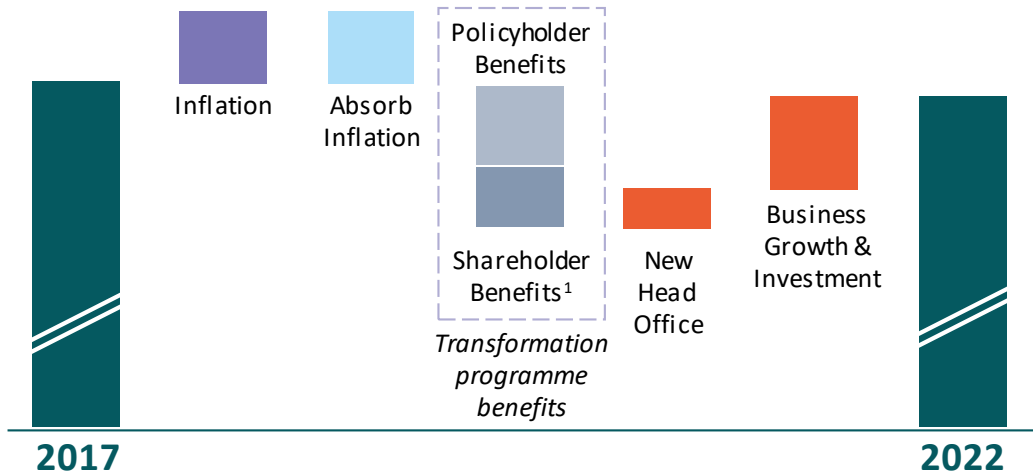 Inflation
Absorb
Inflation
Policyholder
Benefits
Shareholder
Benefits¹
Transformation
programme
benefits
New
Head
Office
Business
Growth &
Investment
2017
2022